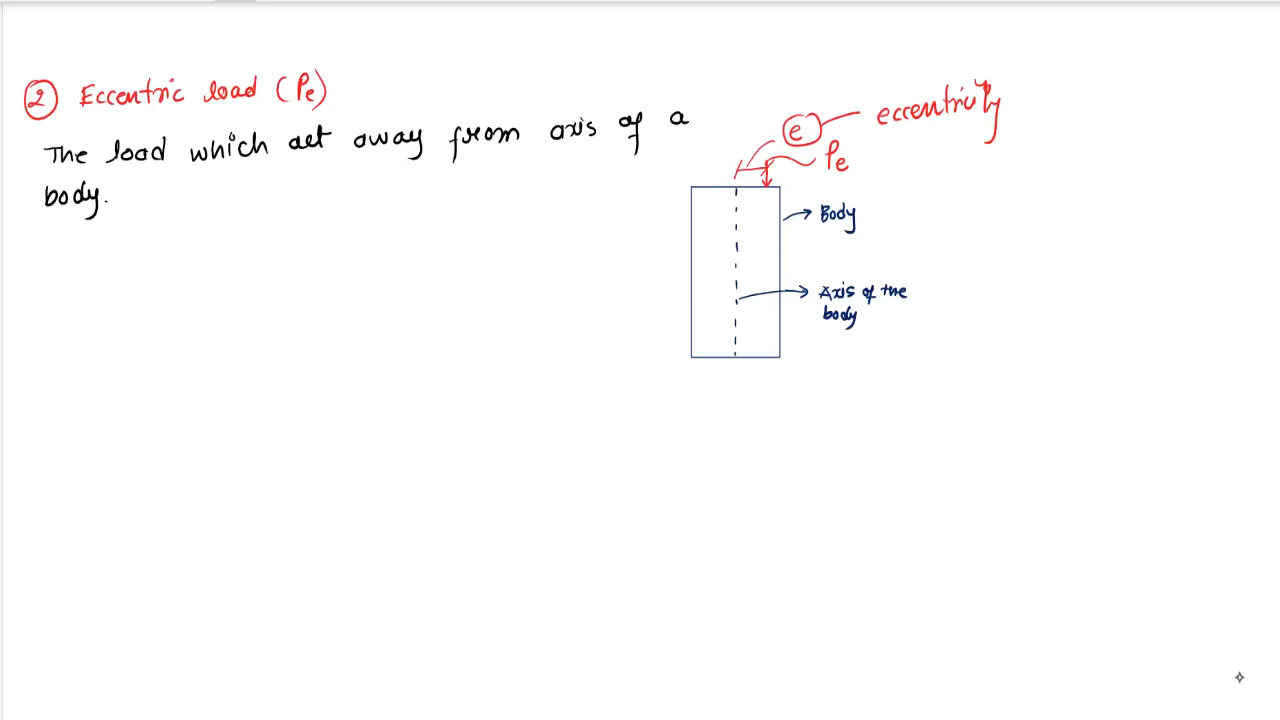 ② Eccentric load (Pe)
The load which act away from axis of a
body.
e eccentricity
Pe
Body
Axis of the
body